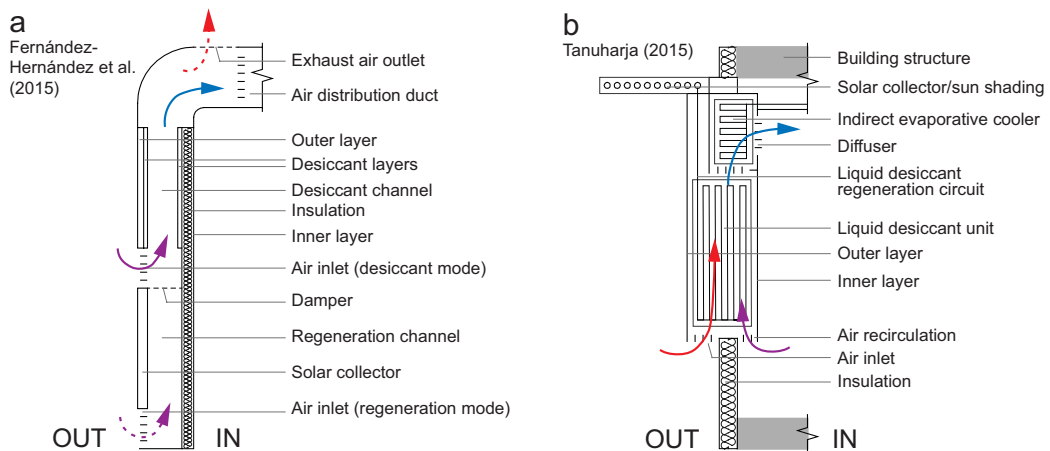 a
Fernández-
Hernández et al.
(2015)
Exhaust air outlet
Air distribution duct
Outer layer
Desiccant layers
Desiccant channel
Insulation
Inner layer
Air inlet (desiccant mode)
Damper
Regeneration channel
Solar collector
Air inlet (regeneration mode)
OUT
IN
b
Tanuharja (2015)
Building structure
Solar collector/sun shading
Indirect evaporative cooler
Diffuser
Liquid desiccant
regeneration circuit
Liquid desiccant unit
Outer layer
Inner layer
Air recirculation
Air inlet
Insulation
OUT
IN